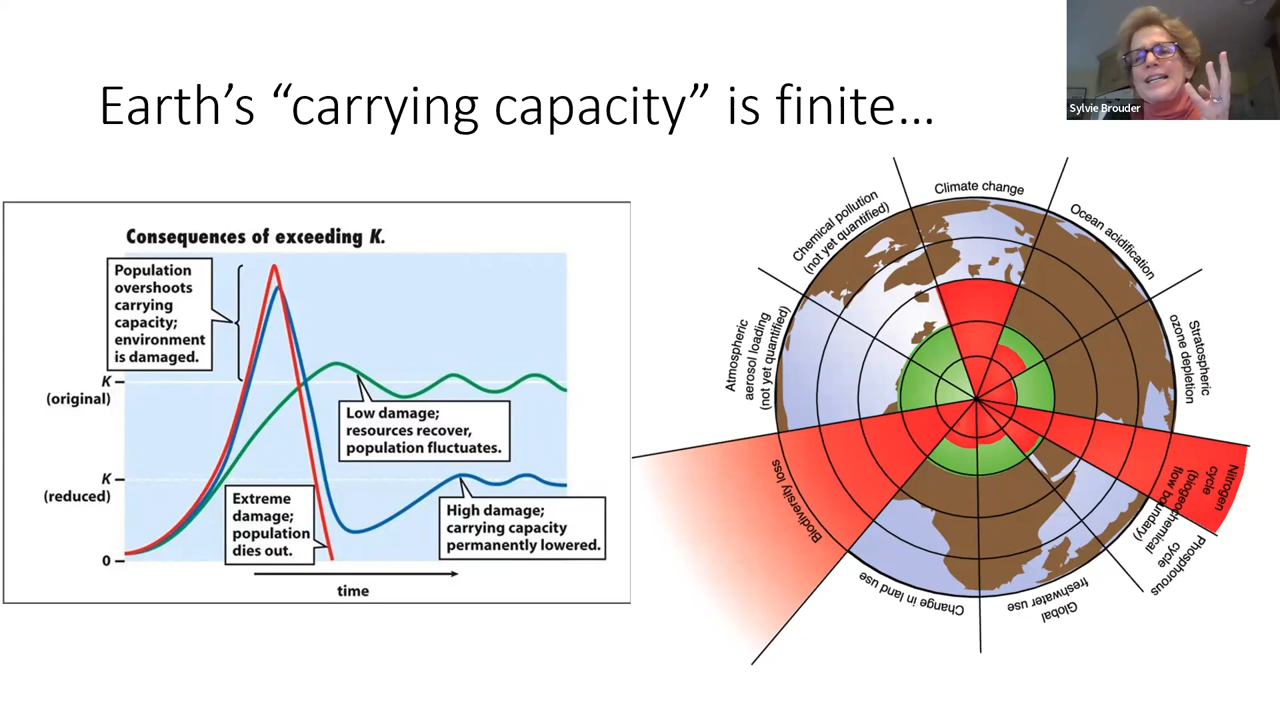 Earth’s “carrying capacity” is finite…
Sylvie Brouder
Consequences of exceeding K.
Population
overshoots
carrying
capacity;
environment
is damaged.
K
(original)
K
(reduced)
0
Low damage;
resources recover,
population fluctuates.
Extreme
damage;
population
dies out.
High damage;
carrying capacity
permanently lowered.
time
Climate change
Ocean acidification
Stratospheric
ozone depletion
Nitrogen
cycle
(biogeochemical
flow boundary)
Phosphorous
cycle
Global
freshwater use
Change in land use
Biodiversity loss
Atmospheric
aerosol loading
(not yet quantified)
Chemical pollution
(not yet quantified)